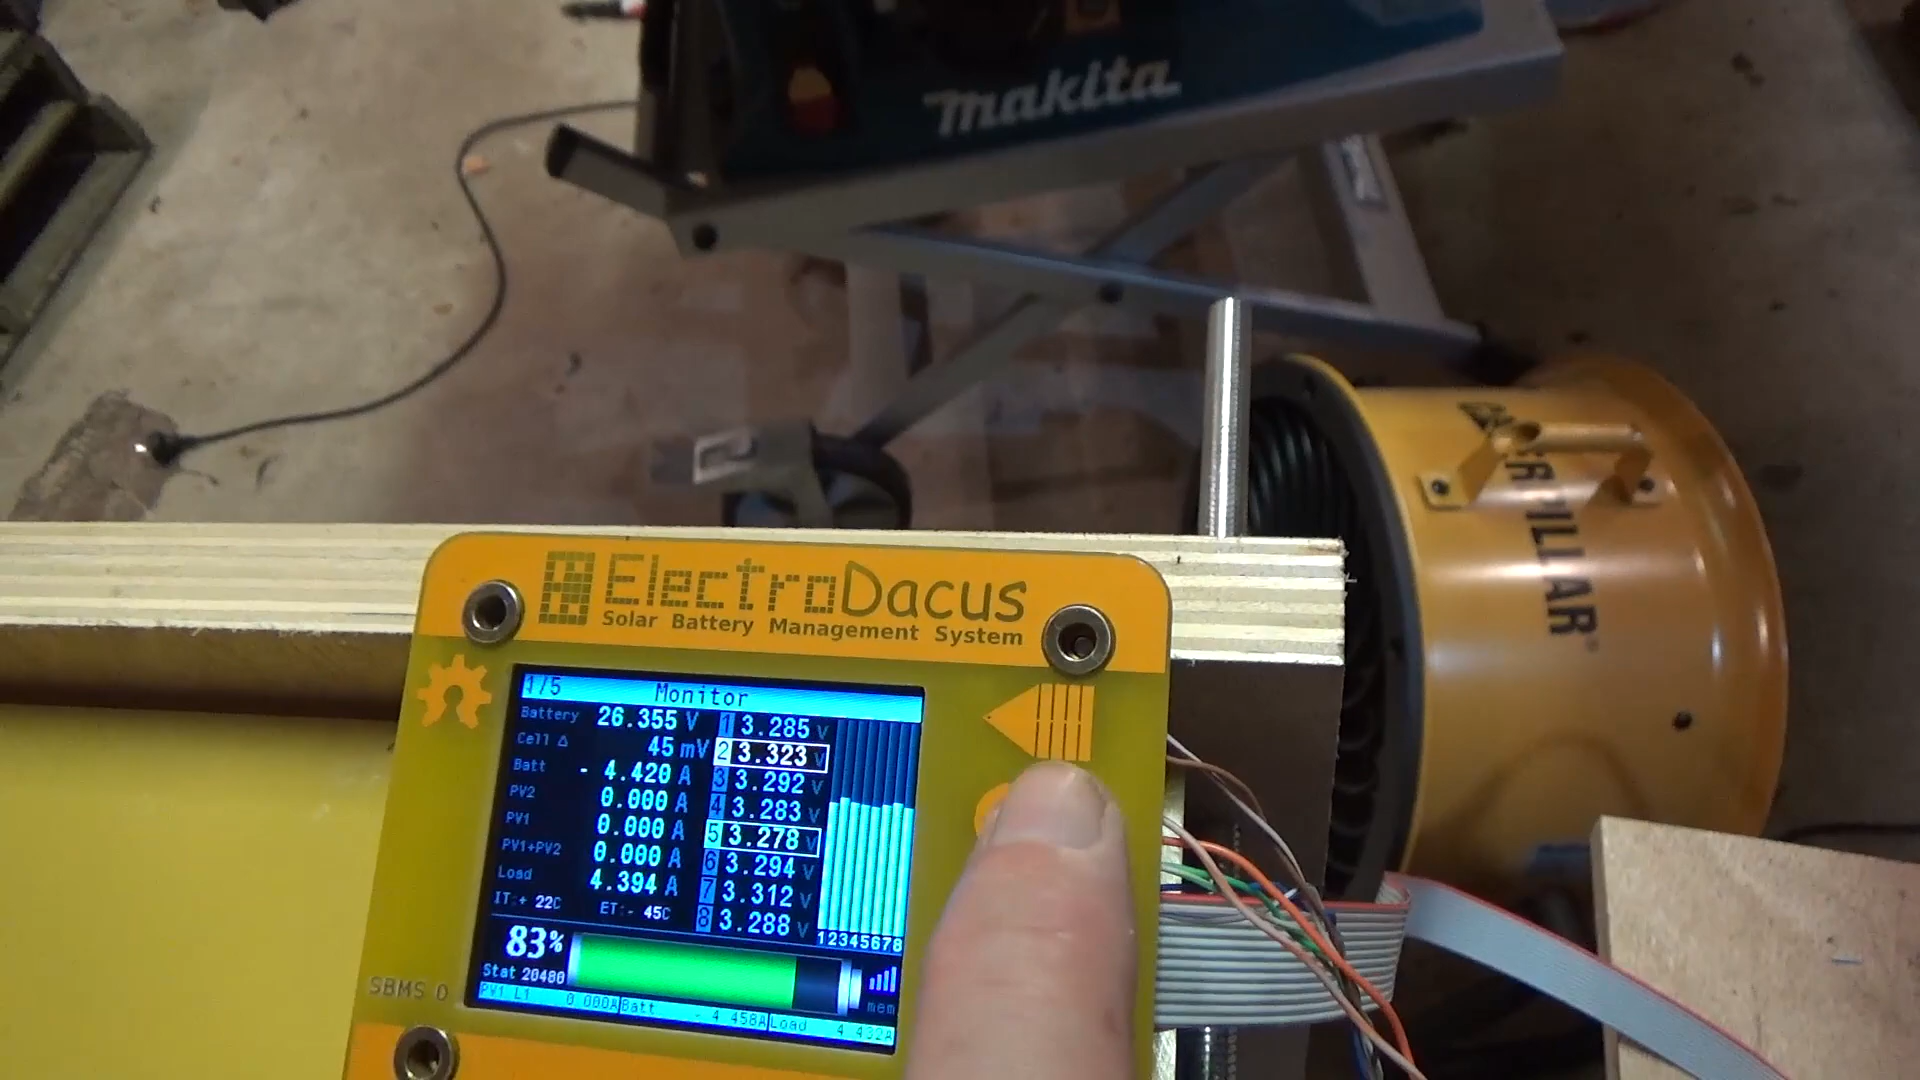 makita
CATERPILLAR
ElectroDacus
Solar Battery Management System
1/5 Monitor
Battery 26.355 V
Cell Δ 45 mV
Batt - 4.420 A
PV2 0.000 A
PV1 0.000 A
PV1+PV2 0.000 A
Load 4.394 A
IT:+ 22C ET:- 45C
1 3.285 V
2 3.323 V
3 3.292 V
4 3.283 V
5 3.278 V
6 3.294 V
7 3.312 V
8 3.288 V
12345678
83%
Stat 20480
mem
PV1 L1 0.000A Batt - 4.458A Load 4.432A
SBMS 0